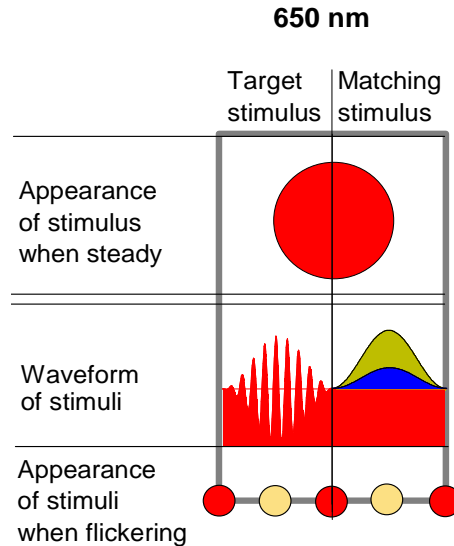 650 nm
Target
stimulus
Matching
stimulus
Appearance
of stimulus
when steady
Waveform
of stimuli
Appearance
of stimuli
when flickering